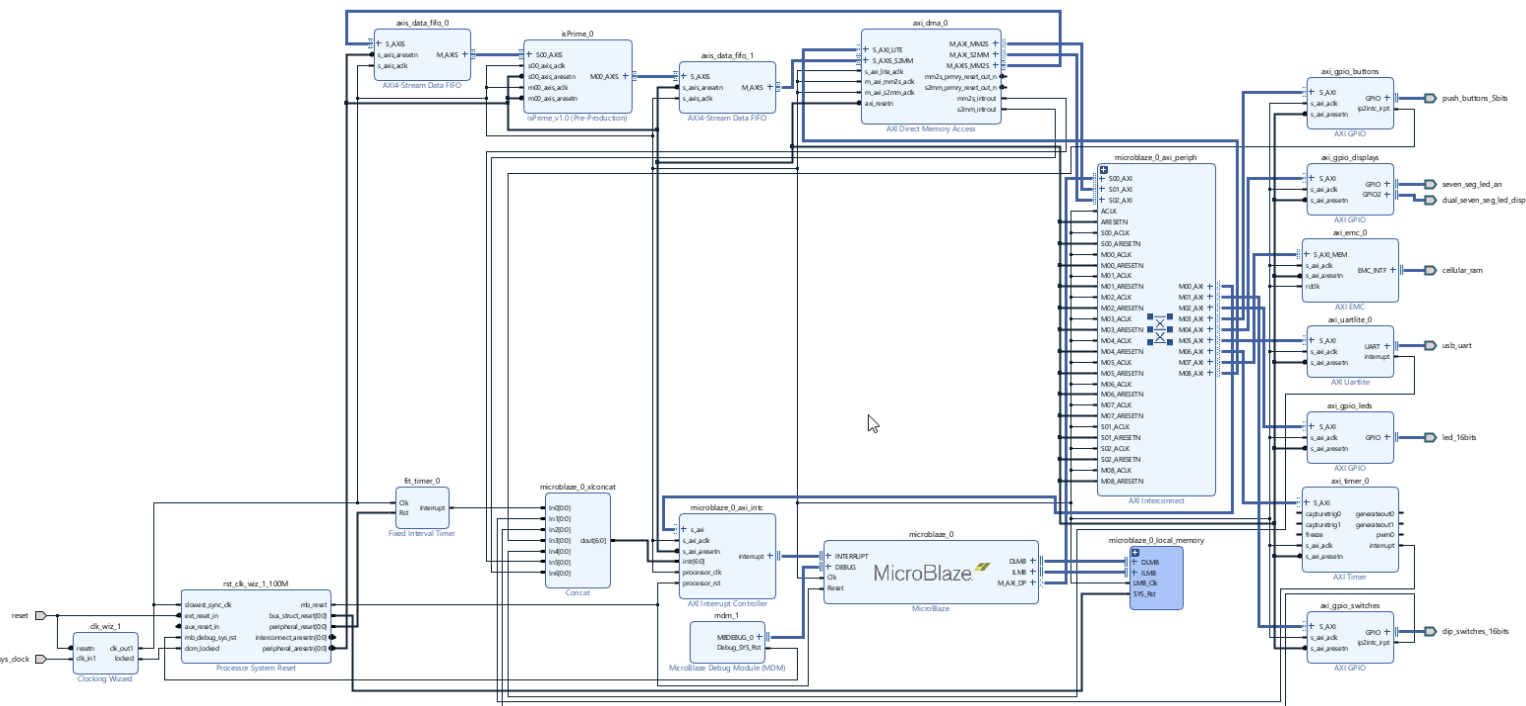 axis_data_fifo_0
S_AXIS
s_axis_aresetn
s_axis_aclk
M_AXIS
AXI4-Stream Data FIFO
isPrime_0
S00_AXIS
s00_axis_aclk
s00_axis_aresetn
m00_axis_aclk
m00_axis_aresetn
M00_AXIS
isPrime_v1.0 (Pre-Production)
axis_data_fifo_1
S_AXIS
s_axis_aresetn
s_axis_aclk
M_AXIS
AXI4-Stream Data FIFO
axi_dma_0
S_AXI_LITE
S_AXIS_S2MM
s_axi_lite_aclk
m_axi_mm2s_aclk
m_axi_s2mm_aclk
axi_resetn
M_AXI_MM2S
M_AXI_S2MM
M_AXIS_MM2S
mm2s_prmry_reset_out_n
s2mm_prmry_reset_out_n
mm2s_introut
s2mm_introut
AXI Direct Memory Access
microblaze_0_axi_periph
S00_AXI
S01_AXI
S02_AXI
ACLK
ARESETN
S00_ACLK
S00_ARESETN
M00_ACLK
M00_ARESETN
M01_ACLK
M01_ARESETN
M02_ACLK
M02_ARESETN
M03_ACLK
M03_ARESETN
M04_ACLK
M04_ARESETN
M05_ACLK
M05_ARESETN
M06_ACLK
M06_ARESETN
M07_ACLK
M07_ARESETN
S01_ACLK
S01_ARESETN
S02_ACLK
S02_ARESETN
M08_ACLK
M08_ARESETN
M00_AXI
M01_AXI
M02_AXI
M03_AXI
M04_AXI
M05_AXI
M06_AXI
M07_AXI
M08_AXI
AXI Interconnect
axi_gpio_buttons
S_AXI
s_axi_aclk
s_axi_aresetn
GPIO
ip2intc_irpt
AXI GPIO
push_buttons_5bits
axi_gpio_displays
S_AXI
s_axi_aclk
s_axi_aresetn
GPIO
GPIO2
AXI GPIO
seven_seg_led_an
dual_seven_seg_led_disp
axi_emc_0
S_AXI_MEM
s_axi_aclk
s_axi_aresetn
rdclk
EMC_INTF
AXI EMC
cellular_ram
axi_uartlite_0
S_AXI
s_axi_aclk
s_axi_aresetn
UART
interrupt
AXI Uartlite
usb_uart
axi_gpio_leds
S_AXI
s_axi_aclk
s_axi_aresetn
GPIO
AXI GPIO
led_16bits
axi_timer_0
S_AXI
capturetrig0
capturetrig1
freeze
s_axi_aclk
s_axi_aresetn
generateout0
generateout1
pwm0
interrupt
AXI Timer
axi_gpio_switches
S_AXI
s_axi_aclk
s_axi_aresetn
GPIO
ip2intc_irpt
AXI GPIO
dip_switches_16bits
fit_timer_0
Clk
Rst
Interrupt
Fixed Interval Timer
microblaze_0_xlconcat
In0[0:0]
In1[0:0]
In2[0:0]
In3[0:0]
In4[0:0]
In5[0:0]
In6[0:0]
dout[6:0]
Concat
microblaze_0_axi_intc
s_axi
s_axi_aclk
s_axi_aresetn
intr[6:0]
processor_clk
processor_rst
interrupt
AXI Interrupt Controller
mdm_1
MBDEBUG_0
Debug_SYS_Rst
MicroBlaze Debug Module (MDM)
microblaze_0
INTERRUPT
DEBUG
Clk
Reset
MicroBlaze
DLMB
ILMB
M_AXI_DP
MicroBlaze
microblaze_0_local_memory
DLMB
ILMB
LMB_Clk
SYS_Rst
rst_clk_wiz_1_100M
slowest_sync_clk
ext_reset_in
aux_reset_in
mb_debug_sys_rst
dcm_locked
mb_reset
bus_struct_reset[0:0]
peripheral_reset[0:0]
interconnect_aresetn[0:0]
peripheral_aresetn[0:0]
Processor System Reset
reset
ys_clock
clk_wiz_1
resetn
clk_in1
clk_out1
locked
Clocking Wizard